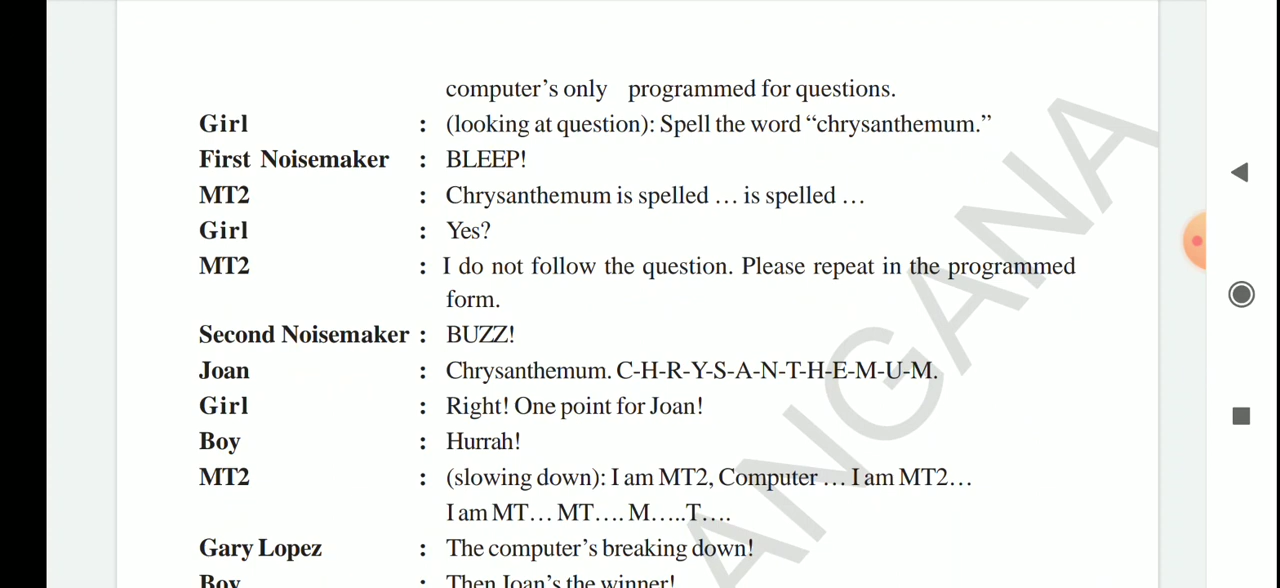 computer's only programmed for questions.
Girl : (looking at question): Spell the word “chrysanthemum.”
First Noisemaker : BLEEP!
MT2 : Chrysanthemum is spelled … is spelled …
Girl : Yes?
MT2 : I do not follow the question. Please repeat in the programmed
form.
Second Noisemaker : BUZZ!
Joan : Chrysanthemum. C-H-R-Y-S-A-N-T-H-E-M-U-M.
Girl : Right! One point for Joan!
Boy : Hurrah!
MT2 : (slowing down): I am MT2, Computer … I am MT2…
I am MT… MT…. M…..T….
Gary Lopez : The computer's breaking down!
Boy : Then Joan's the winner!
ANGANA